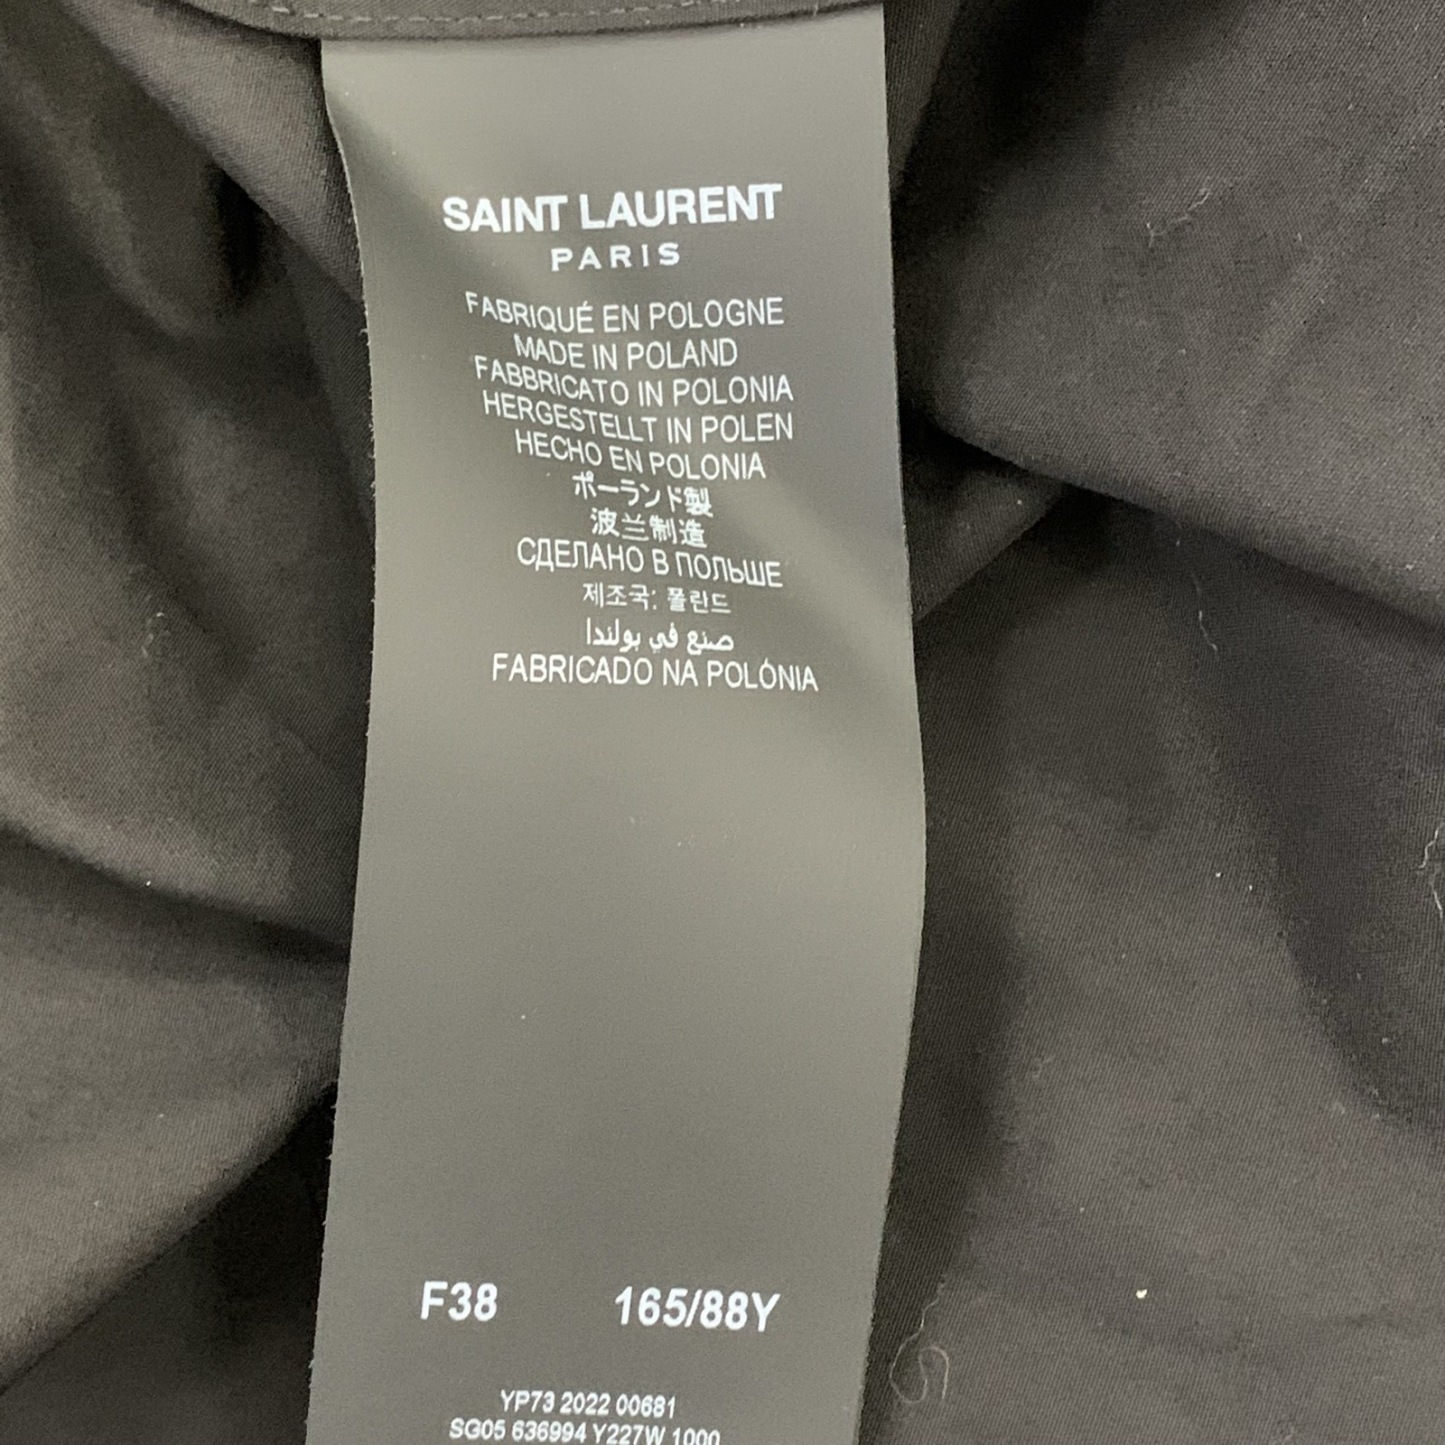 SAINT LAURENT
PARIS
FABRIQUÉ EN POLOGNE
MADE IN POLAND
FABBRICATO IN POLONIA
HERGESTELLT IN POLEN
HECHO EN POLONIA
ポーランド製
波兰制造
СДЕЛАНО В ПОЛЬШЕ
제조국: 폴란드
صنع في بولندا
FABRICADO NA POLÓNIA
F38 165/88Y
YP73 2022 00681
SG05 636994 Y227W 1000